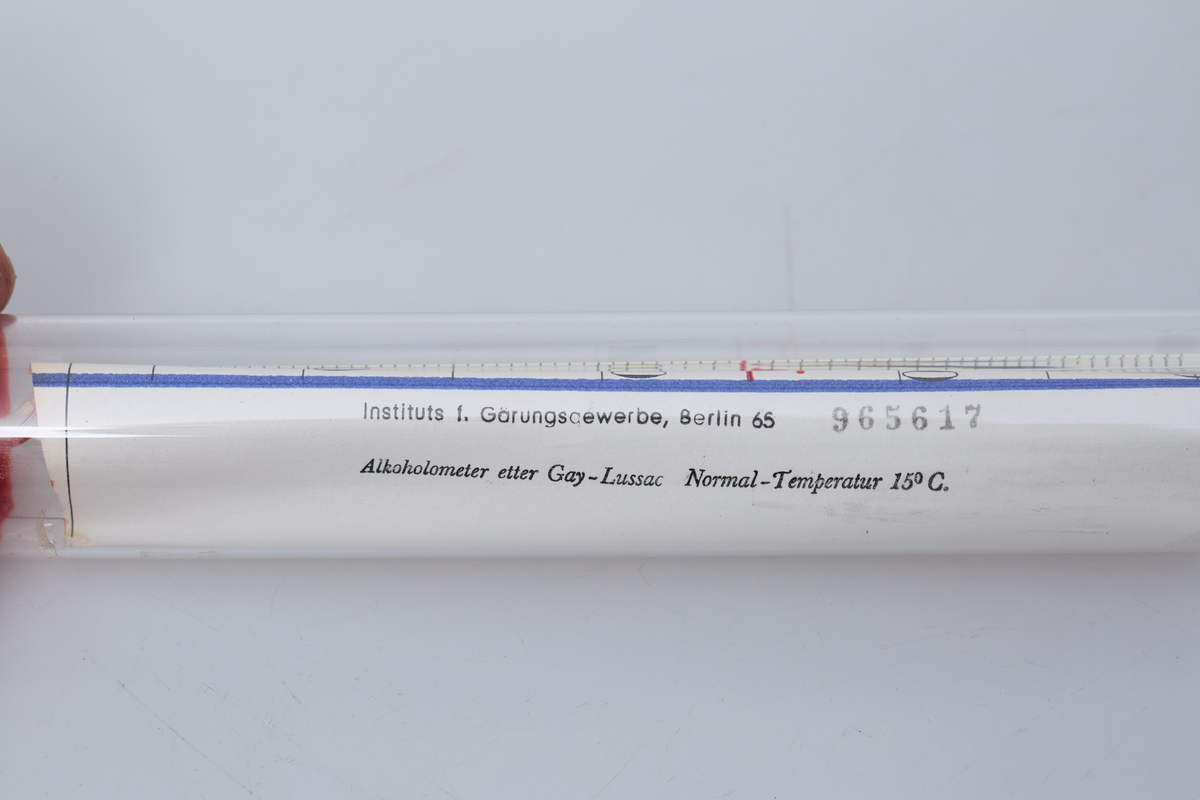 Instituts f. Gärungsgewerbe, Berlin 65 965617
Alkoholometer etter Gay-Lussac Normal-Temperatur 15⁰ C.